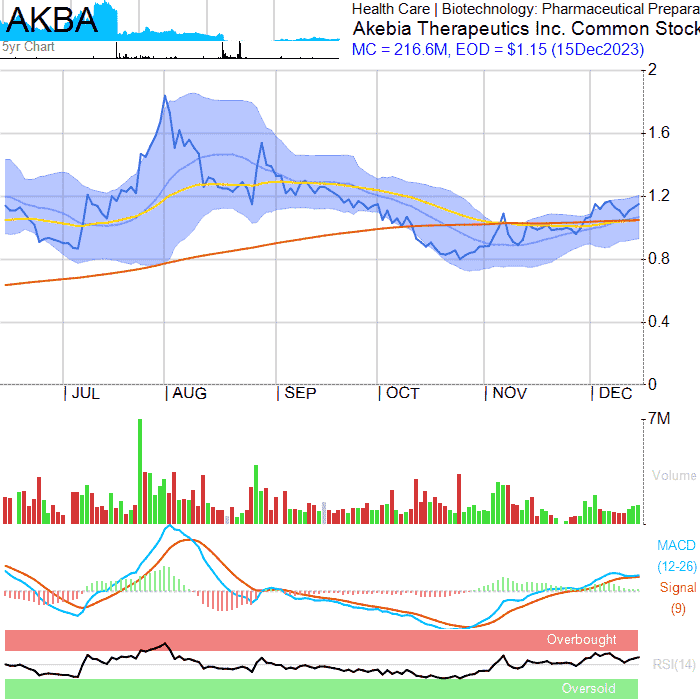 AKBA
5yr Chart
Health Care | Biotechnology: Pharmaceutical Prepara
Akebia Therapeutics Inc. Common Stock
MC = 216.6M, EOD = $1.15 (15Dec2023)
2
1.6
1.2
0.8
0.4
0
JUL AUG SEP OCT NOV DEC
7M
Volume
MACD
(12-26)
Signal
(9)
Overbought
RSI(14)
Oversold